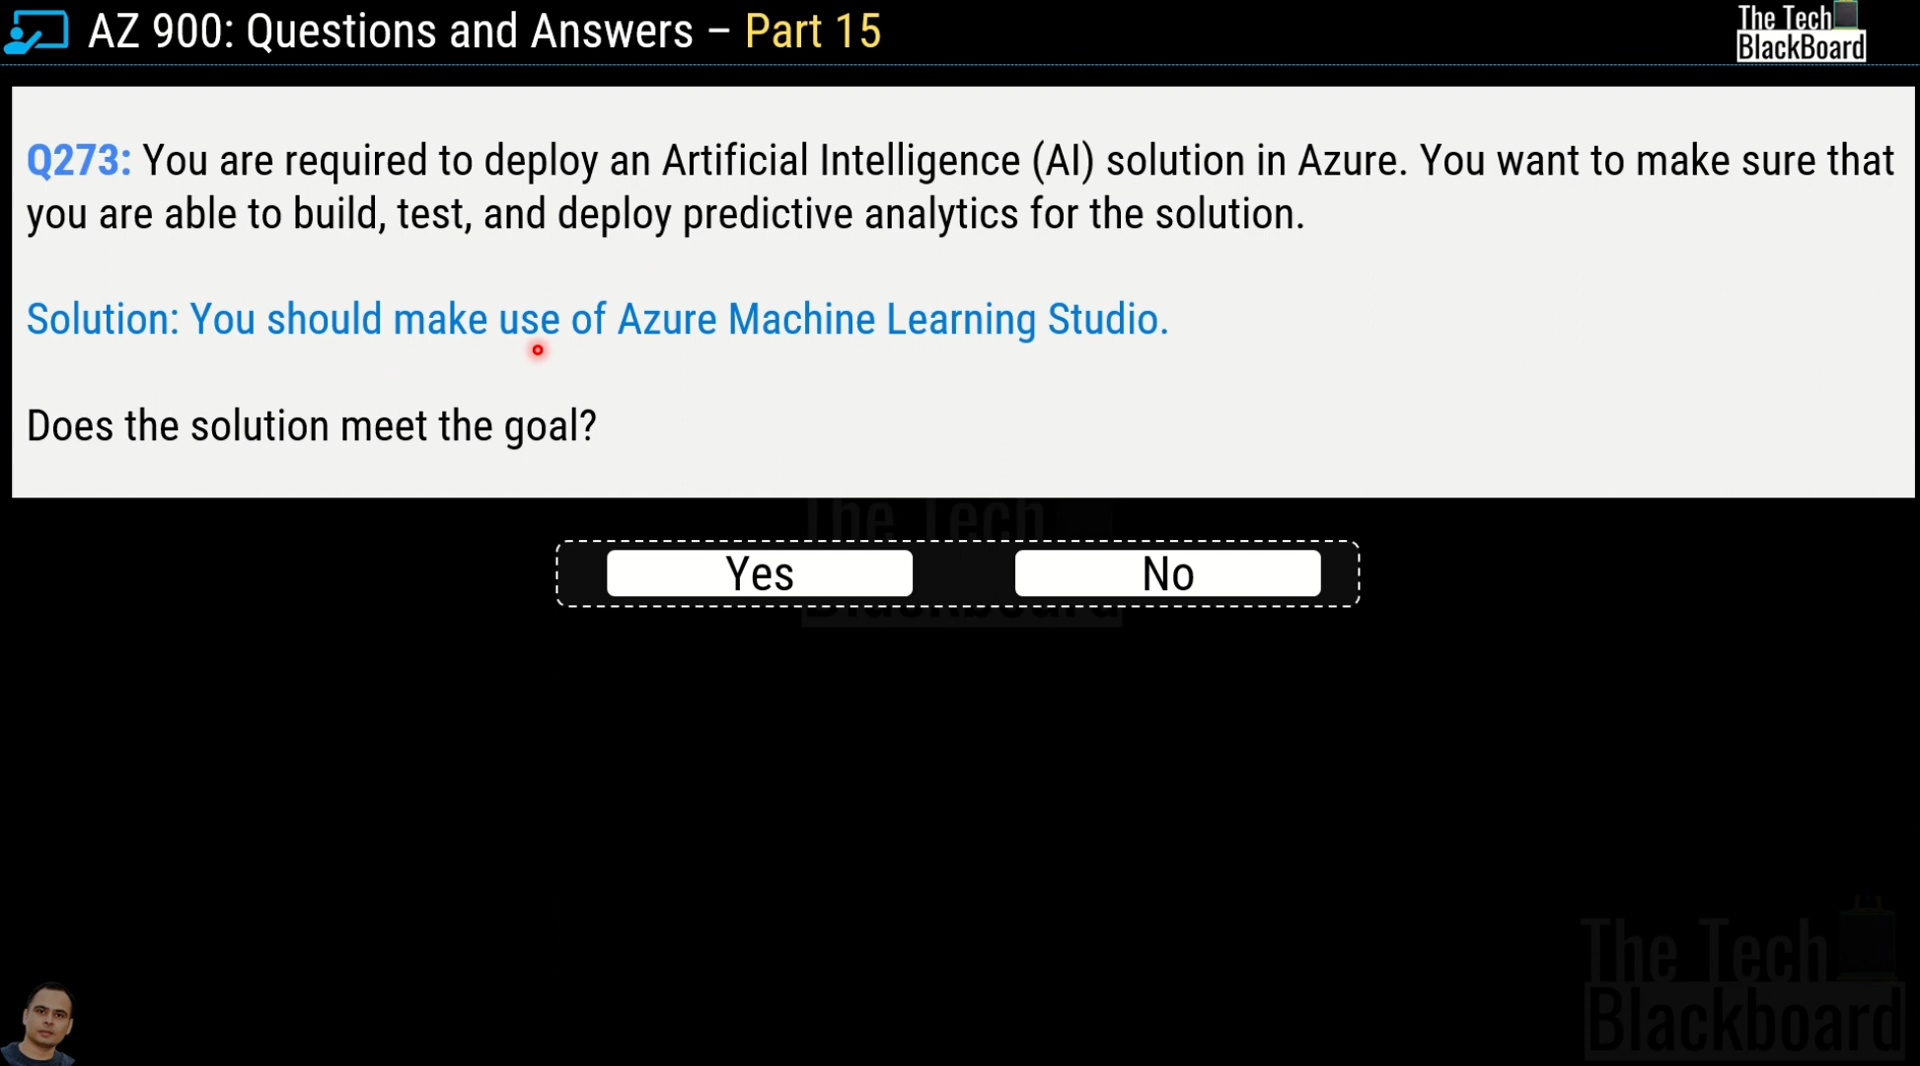 AZ 900: Questions and Answers – Part 15
The Tech
BlackBoard
Q273: You are required to deploy an Artificial Intelligence (AI) solution in Azure. You want to make sure that
you are able to build, test, and deploy predictive analytics for the solution.
Solution: You should make use of Azure Machine Learning Studio.
Does the solution meet the goal?
The Tech
Yes No
Blackboard
The Tech
Blackboard